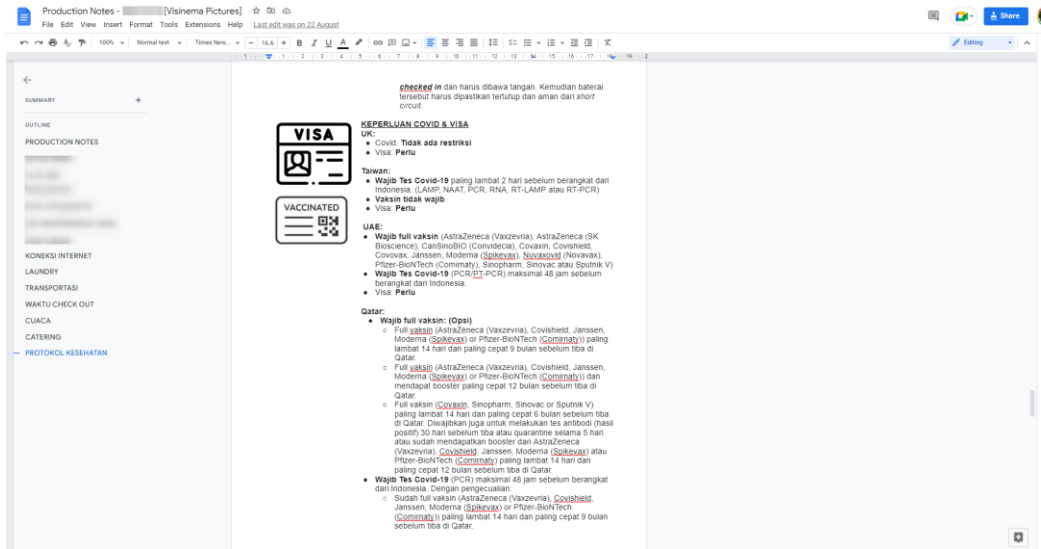 Production Notes - [Visinema Pictures]
File Edit View Insert Format Tools Extensions Help Last edit was on 22 August
Share
100% Normal text Times New... 16.6 B I U A
Editing
SUMMARY
OUTLINE
PRODUCTION NOTES
KONEKSI INTERNET
LAUNDRY
TRANSPORTASI
WAKTU CHECK OUT
CUACA
CATERING
PROTOKOL KESEHATAN
checked in dan harus dibawa tangan. Kemudian baterai
tersebut harus dipastikan tertutup dan aman dari short
circuit.
VISA
VACCINATED
KEPERLUAN COVID & VISA
UK:
● Covid: Tidak ada restriksi
● Visa: Perlu
Taiwan:
● Wajib Tes Covid-19 paling lambat 2 hari sebelum berangkat dari
Indonesia. (LAMP, NAAT, PCR, RNA, RT-LAMP atau RT-PCR)
● Vaksin tidak wajib.
● Visa: Perlu
UAE:
● Wajib full vaksin (AstraZeneca (Vaxzevria), AstraZeneca (SK
Bioscience), CanSinoBIO (Convidecia), Covaxin, Covishield,
Covovax, Janssen, Moderna (Spikevax), Nuvaxovid (Novavax),
Pfizer-BioNTech (Comirnaty), Sinopharm, Sinovac atau Sputnik V)
● Wajib Tes Covid-19 (PCR/PT-PCR) maksimal 48 jam sebelum
berangkat dari Indonesia.
● Visa: Perlu
Qatar:
● Wajib full vaksin: (Opsi)
○ Full vaksin (AstraZeneca (Vaxzevria), Covishield, Janssen,
Moderna (Spikevax) or Pfizer-BioNTech (Comirnaty)) paling
lambat 14 hari dan paling cepat 9 bulan sebelum tiba di
Qatar.
○ Full vaksin (AstraZeneca (Vaxzevria), Covishield, Janssen,
Moderna (Spikevax) or Pfizer-BioNTech (Comirnaty)) dan
mendapat booster paling cepat 12 bulan sebelum tiba di
Qatar.
○ Full vaksin (Covaxin, Sinopharm, Sinovac or Sputnik V)
paling lambat 14 hari dan paling cepat 6 bulan sebelum tiba
di Qatar. Diwajibkan juga untuk melakukan tes antibodi (hasil
positif) 30 hari sebelum tiba atau quarantine selama 5 hari
atau sudah mendapatkan booster dari AstraZeneca
(Vaxzevria), Covishield, Janssen, Moderna (Spikevax) atau
Pfizer-BioNTech (Comirnaty) paling lambat 14 hari dan
paling cepat 12 bulan sebelum tiba di Qatar.
● Wajib Tes Covid-19 (PCR) maksimal 48 jam sebelum berangkat
dari Indonesia. Dengan pengecualian:
○ Sudah full vaksin (AstraZeneca (Vaxzevria), Covishield,
Janssen, Moderna (Spikevax) or Pfizer-BioNTech
(Comirnaty)) paling lambat 14 hari dan paling cepat 9 bulan
sebelum tiba di Qatar.